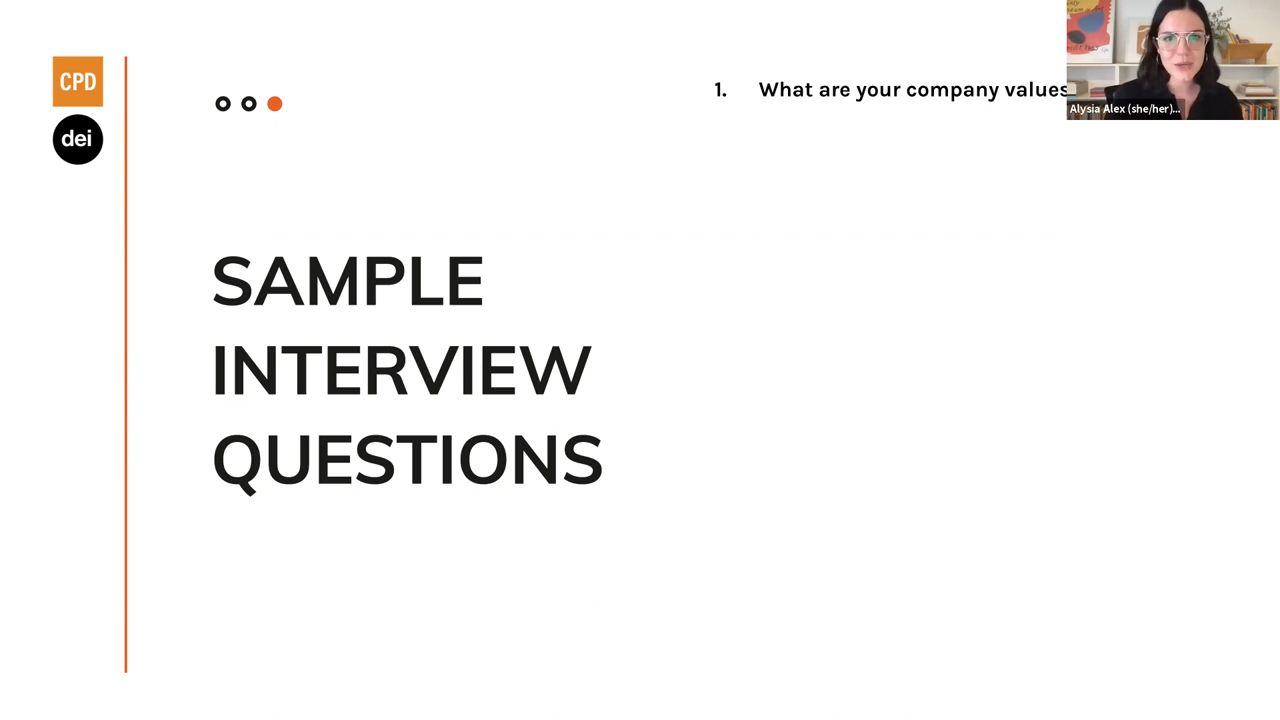 CPD
dei
1. What are your company values
Alysia Alex (she/her)...
SAMPLE
INTERVIEW
QUESTIONS